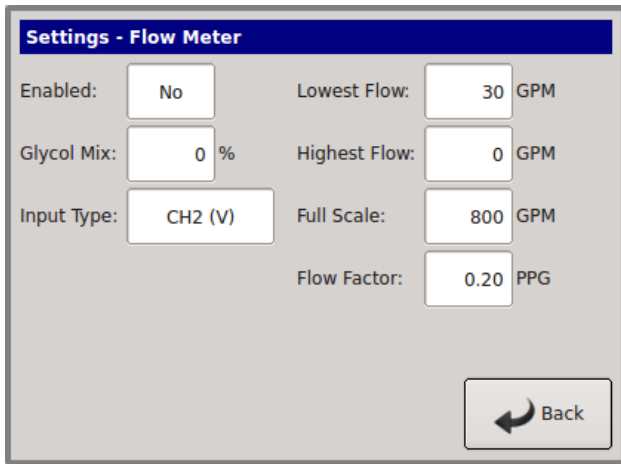 Settings - Flow Meter
Enabled: No Lowest Flow: 30 GPM
Glycol Mix: 0 % Highest Flow: 0 GPM
Input Type: CH2 (V) Full Scale: 800 GPM
Flow Factor: 0.20 PPG
Back